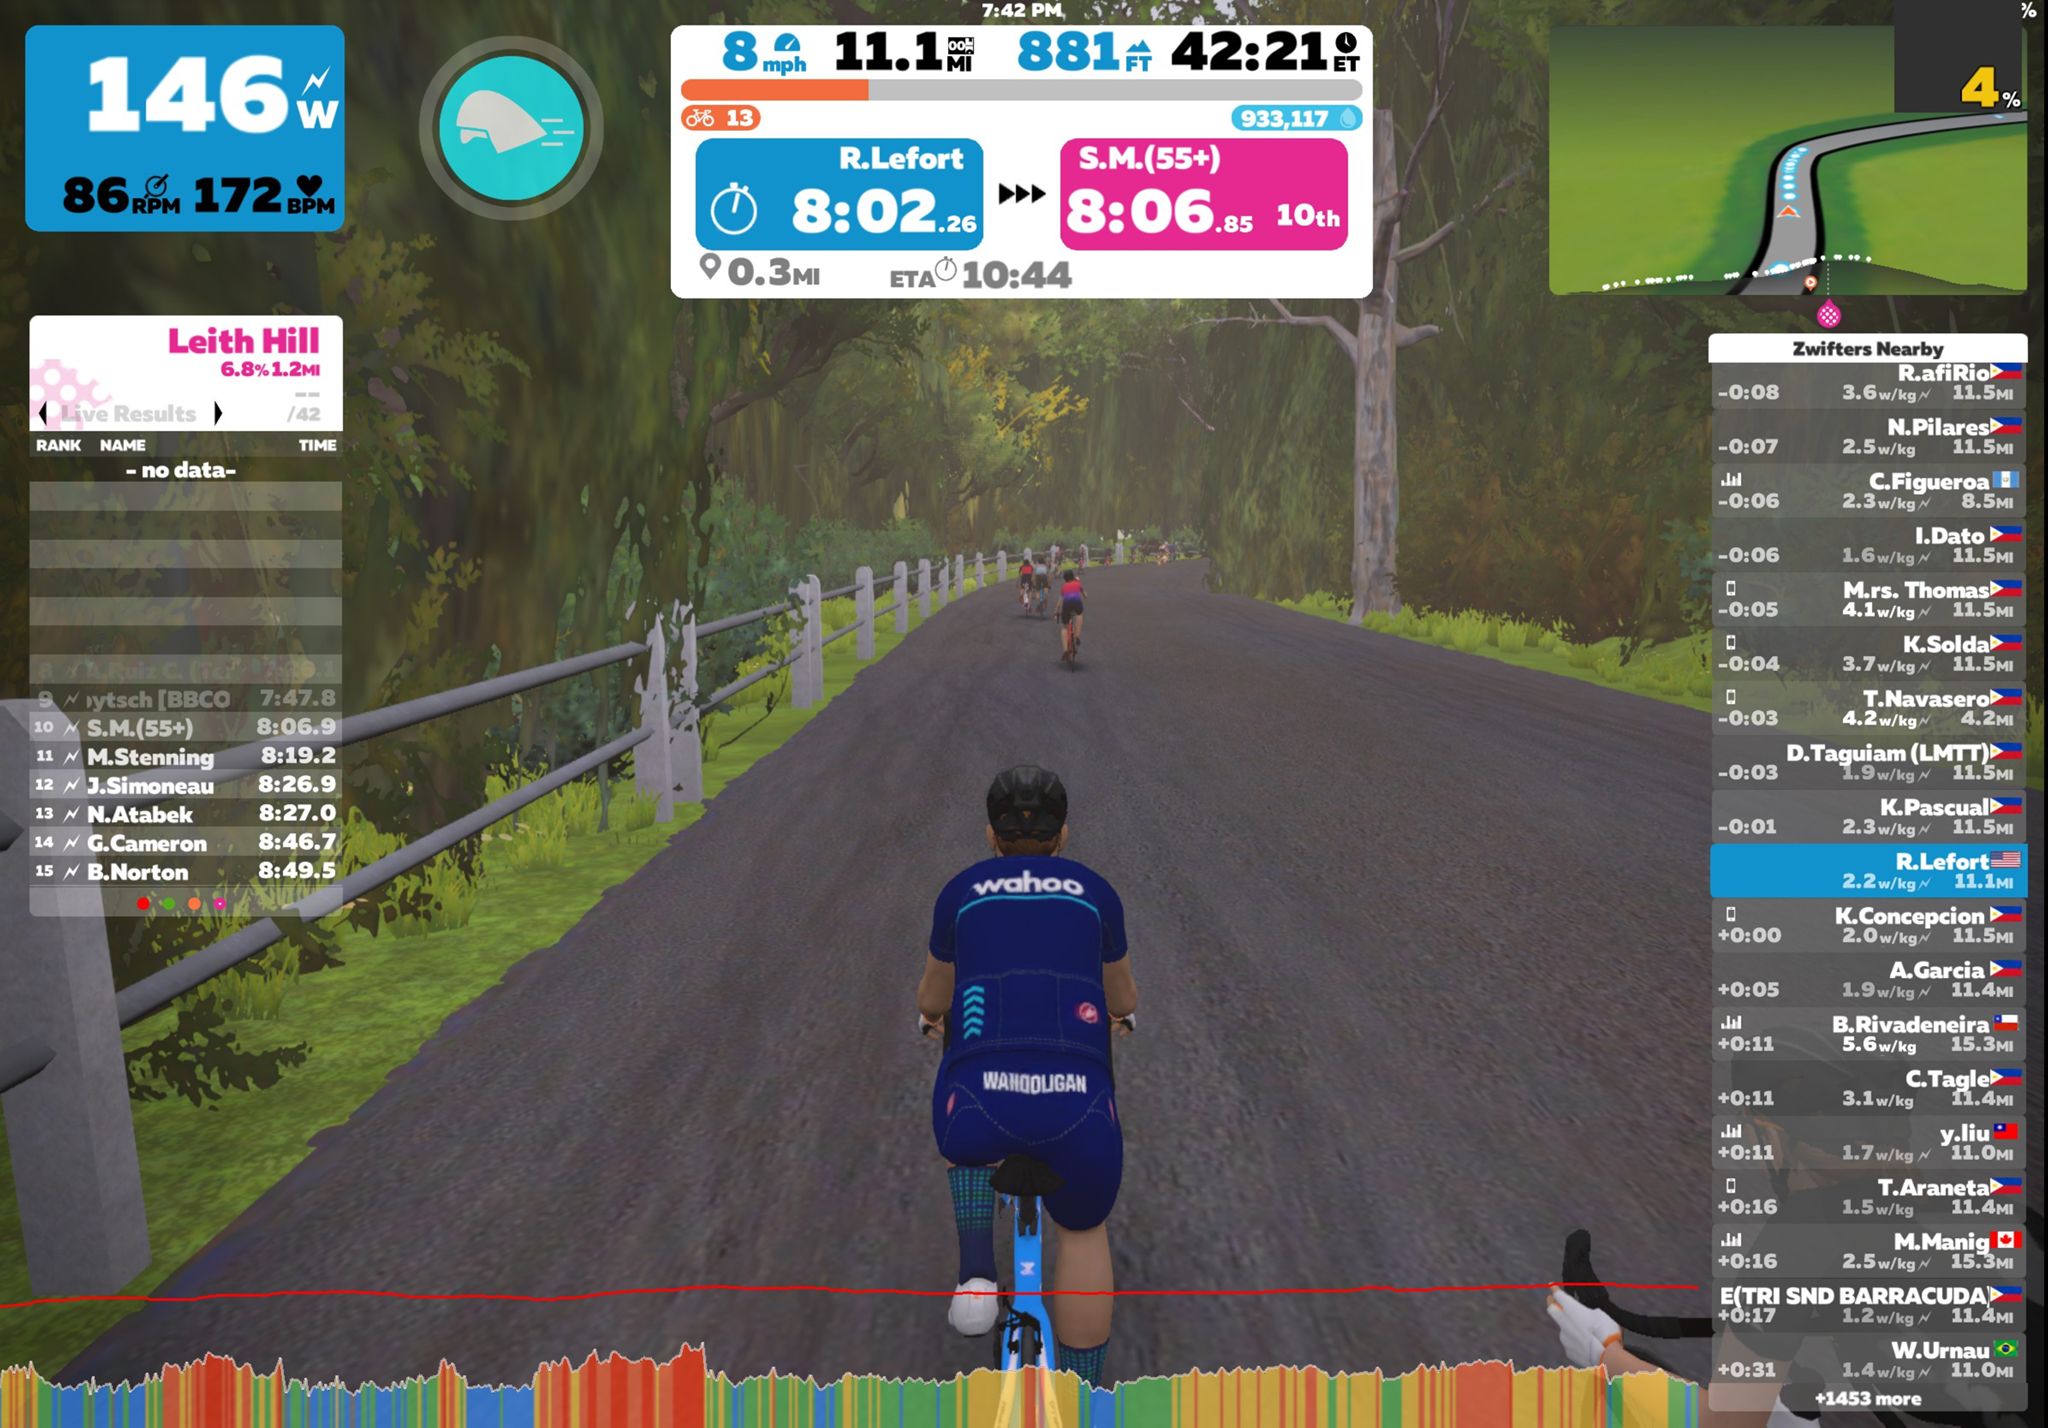 7:42 PM
%
146 W
86 RPM 172 BPM
8 mph 11.1 MI 881 FT 42:21 ET
13
933,117
R.Lefort
8:02.26
S.M.(55+)
8:06.85 10th
0.3MI
ETA 10:44
4%
Leith Hill
6.8% 1.2MI
--
Live Results /42
RANK NAME TIME
- no data-
8 A.Ruiz C.
9 ytsch [BBCO 7:47.8
10 S.M.(55+) 8:06.9
11 M.Stenning 8:19.2
12 J.Simoneau 8:26.9
13 N.Atabek 8:27.0
14 G.Cameron 8:46.7
15 B.Norton 8:49.5
wahoo
WAHOOLIGAN
Zwifters Nearby
R.afiRio
-0:08 3.6w/kg 11.5MI
N.Pilares
-0:07 2.5w/kg 11.5MI
C.Figueroa
-0:06 2.3w/kg 8.5MI
I.Dato
-0:06 1.6w/kg 11.5MI
M.rs. Thomas
-0:05 4.1w/kg 11.5MI
K.Solda
-0:04 3.7w/kg 11.5MI
T.Navasero
-0:03 4.2w/kg 4.2MI
D.Taguiam (LMTT)
-0:03 1.9w/kg 11.5MI
K.Pascual
-0:01 2.3w/kg 11.5MI
R.Lefort
2.2w/kg 11.1MI
K.Concepcion
+0:00 2.0w/kg 11.5MI
A.Garcia
+0:05 1.9w/kg 11.4MI
B.Rivadeneira
+0:11 5.6w/kg 15.3MI
C.Tagle
+0:11 3.1w/kg 11.4MI
y.liu
+0:11 1.7w/kg 11.0MI
T.Araneta
+0:16 1.5w/kg 11.4MI
M.Manig
+0:16 2.5w/kg 15.3MI
E(TRI SND BARRACUDA)
+0:17 1.2w/kg 11.4MI
W.Urnau
+0:31 1.4w/kg 11.0MI
+1453 more